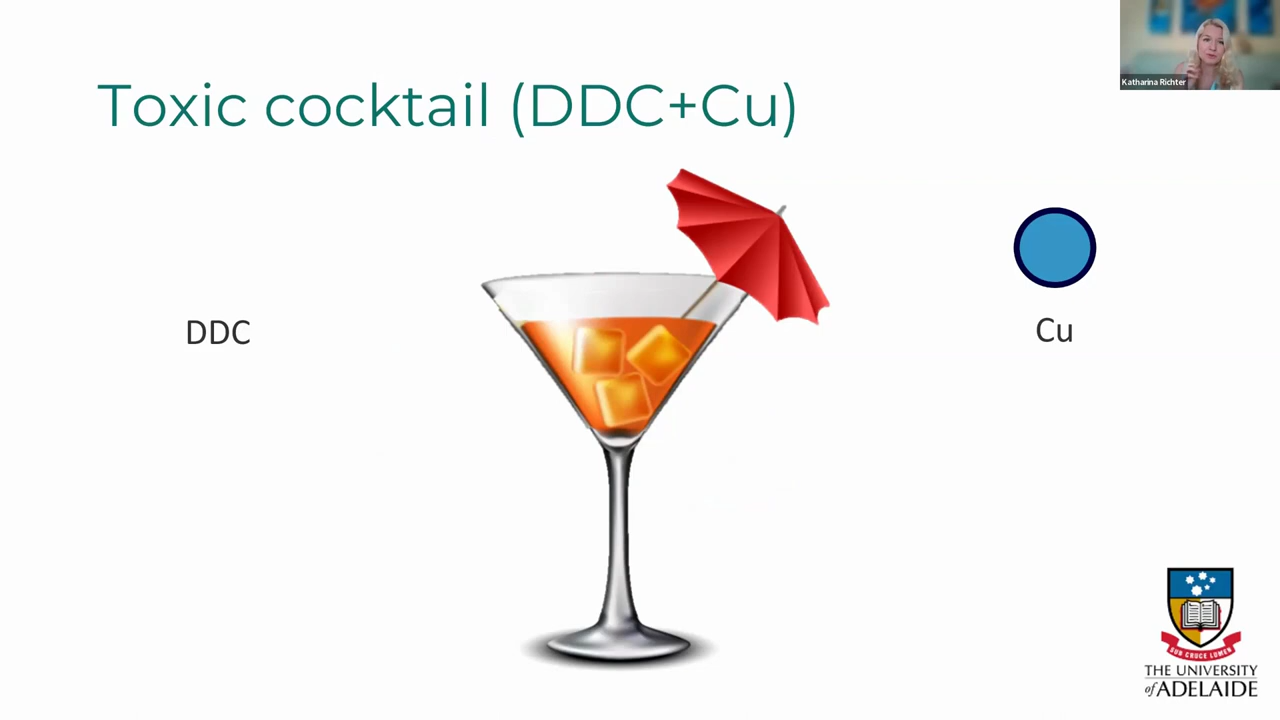 Katharina Richter
Toxic cocktail (DDC+Cu)
DDC
Cu
SUB CRUCE LUMEN
THE UNIVERSITY
of ADELAIDE